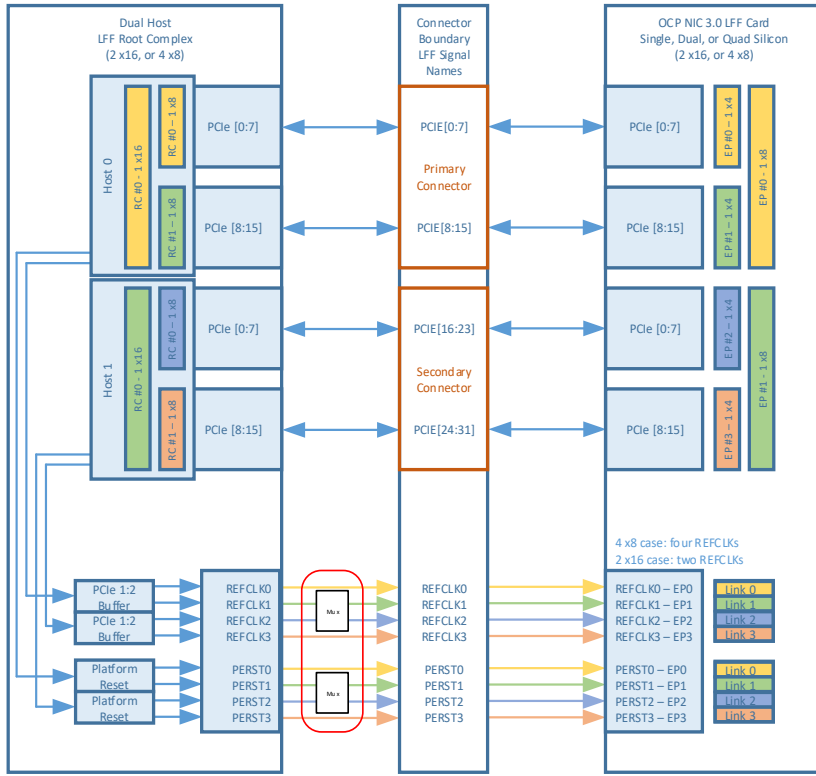 Dual Host
LFF Root Complex
(2 x16, or 4 x8)
Connector
Boundary
LFF Signal
Names
OCP NIC 3.0 LFF Card
Single, Dual, or Quad Silicon
(2 x16, or 4 x8)
Host 0
RC #0 - 1 x16
RC #0 – 1 x8
RC #1 – 1 x8
PCIe [0:7]
PCIe [8:15]
PCIE[0:7]
Primary
Connector
PCIE[8:15]
PCIe [0:7]
PCIe [8:15]
EP #0 – 1 x4
EP #1 – 1 x4
EP #0 - 1 x8
Host 1
RC #0 - 1 x16
RC #0 – 1 x8
RC #1 – 1 x8
PCIe [0:7]
PCIe [8:15]
PCIE[16:23]
Secondary
Connector
PCIE[24:31]
PCIe [0:7]
PCIe [8:15]
EP #2 – 1 x4
EP #3 – 1 x4
EP #1 - 1 x8
4 x8 case: four REFCLKs
2 x16 case: two REFCLKs
PCIe 1:2
Buffer
PCIe 1:2
Buffer
REFCLK0
REFCLK1
REFCLK2
REFCLK3
Mux
REFCLK0
REFCLK1
REFCLK2
REFCLK3
REFCLK0 – EP0
REFCLK1 – EP1
REFCLK2 – EP2
REFCLK3 – EP3
Link 0
Link 1
Link 2
Link 3
Platform
Reset
Platform
Reset
PERST0
PERST1
PERST2
PERST3
Mux
PERST0
PERST1
PERST2
PERST3
PERST0 – EP0
PERST1 – EP1
PERST2 – EP2
PERST3 – EP3
Link 0
Link 1
Link 2
Link 3